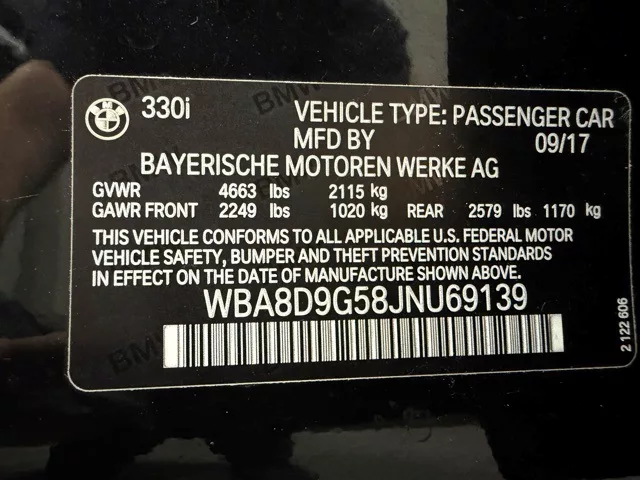 BMW 330i VEHICLE TYPE: PASSENGER CAR
MFD BY 09/17
BAYERISCHE MOTOREN WERKE AG
GVWR 4663 lbs 2115 kg
GAWR FRONT 2249 lbs 1020 kg REAR 2579 lbs 1170 kg
THIS VEHICLE CONFORMS TO ALL APPLICABLE U.S. FEDERAL MOTOR
VEHICLE SAFETY, BUMPER AND THEFT PREVENTION STANDARDS
IN EFFECT ON THE DATE OF MANUFACTURE SHOWN ABOVE.
WBA8D9G58JNU69139
2 122 606